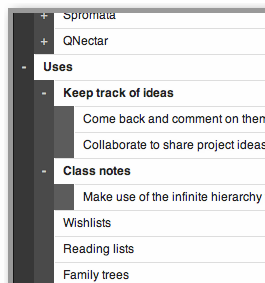 + Spromata
+ QNectar
- Uses
- Keep track of ideas
Come back and comment on them
Collaborate to share project ideas
- Class notes
Make use of the infinite hierarchy
Wishlists
Reading lists
Family trees